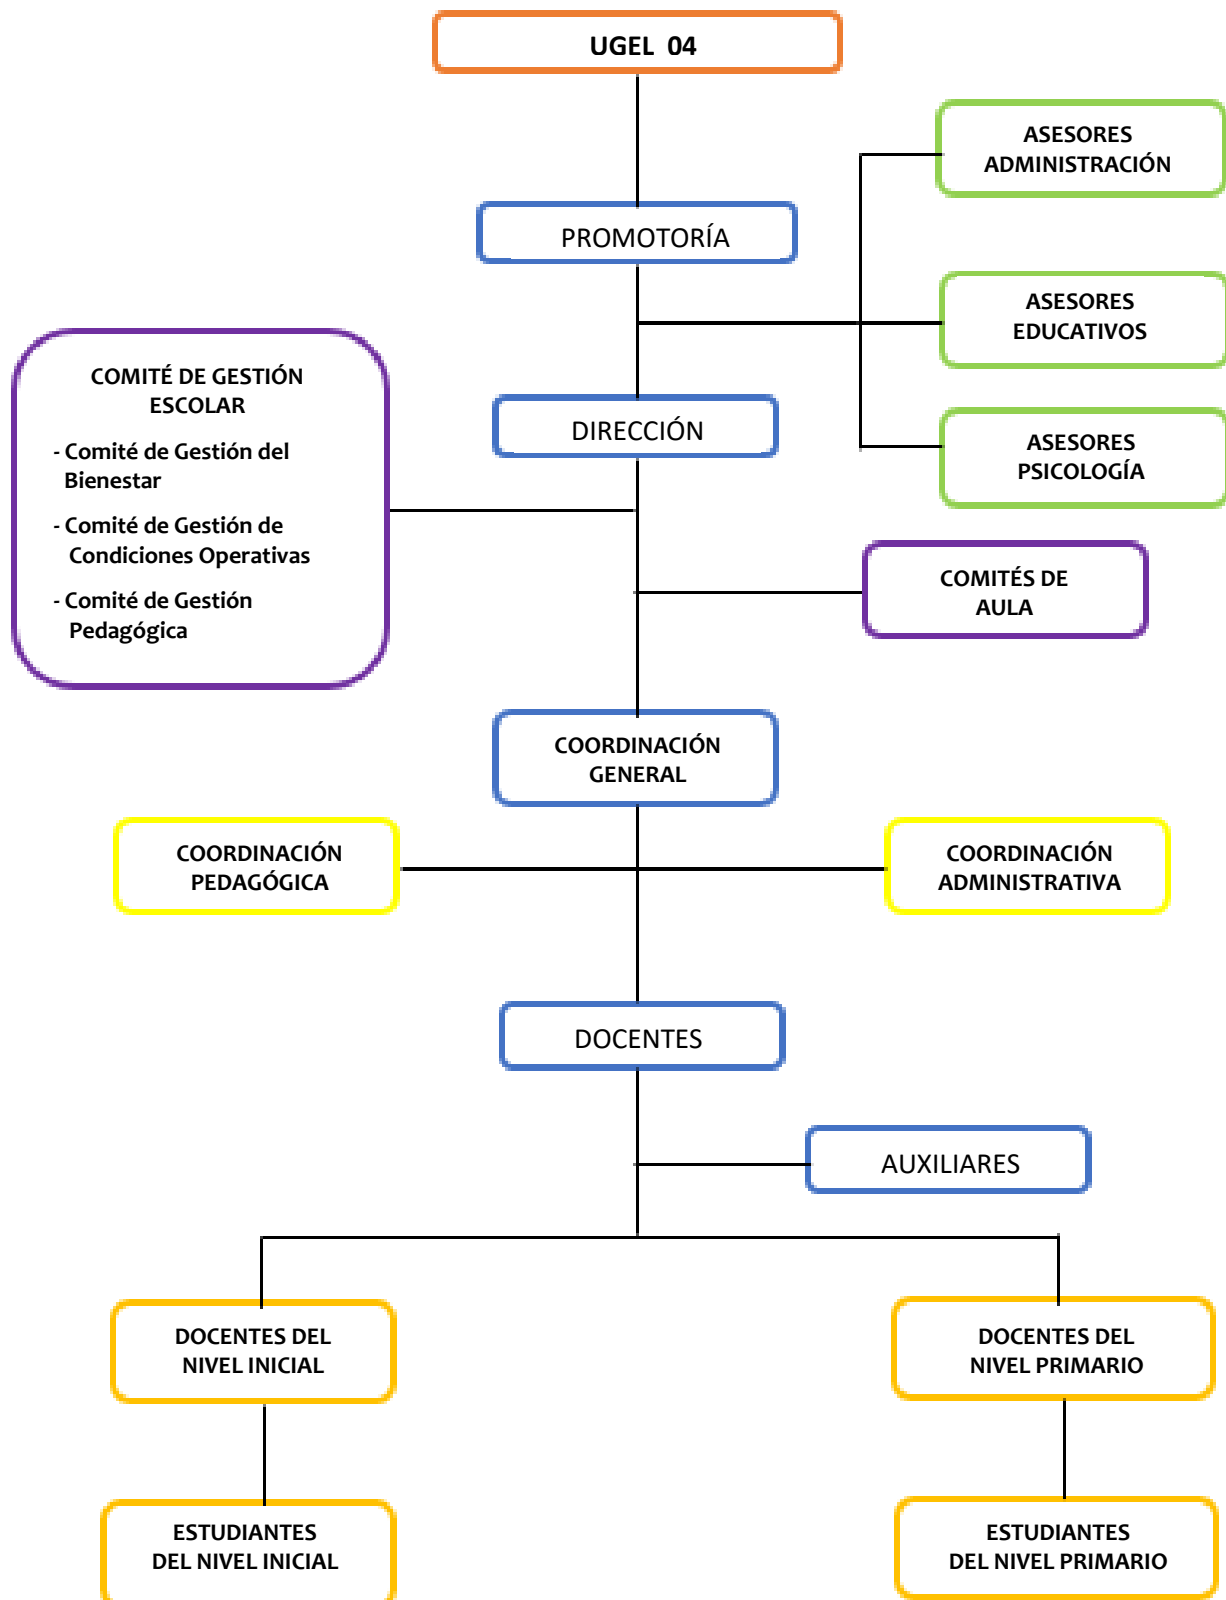 UGEL 04
ASESORES
ADMINISTRACIÓN
PROMOTORÍA
ASESORES
EDUCATIVOS
COMITÉ DE GESTIÓN
ESCOLAR
- Comité de Gestión del
Bienestar
- Comité de Gestión de
Condiciones Operativas
- Comité de Gestión
Pedagógica
DIRECCIÓN
ASESORES
PSICOLOGÍA
COMITÉS DE
AULA
COORDINACIÓN
GENERAL
COORDINACIÓN
PEDAGÓGICA
COORDINACIÓN
ADMINISTRATIVA
DOCENTES
AUXILIARES
DOCENTES DEL
NIVEL INICIAL
DOCENTES DEL
NIVEL PRIMARIO
ESTUDIANTES
DEL NIVEL INICIAL
ESTUDIANTES
DEL NIVEL PRIMARIO